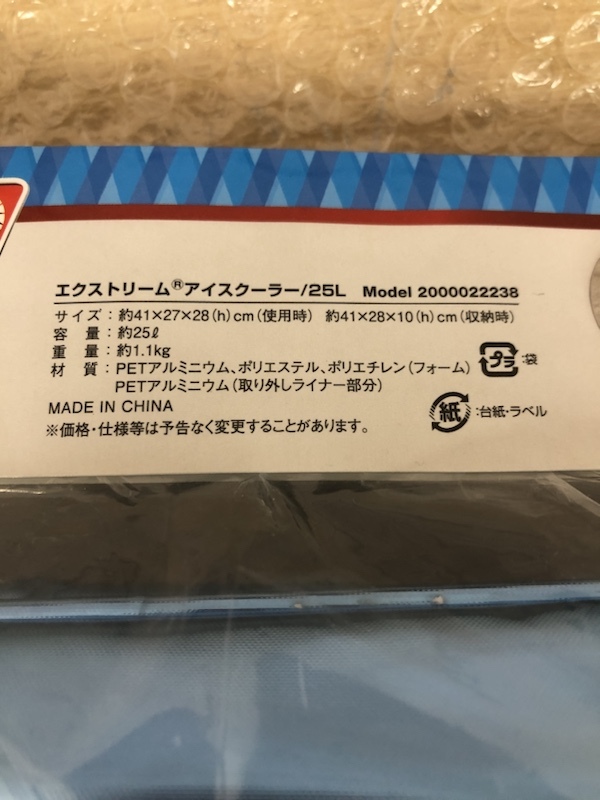 エクストリーム®アイスクーラー/25L Model 2000022238
サイズ：約41×27×28(h)cm(使用時) 約41×28×10(h)cm(収納時)
容 量：約25ℓ
重 量：約1.1kg
材 質：PETアルミニウム、ポリエステル、ポリエチレン(フォーム)
PETアルミニウム(取り外しライナー部分)
プラ :袋
MADE IN CHINA
紙 :台紙・ラベル
※価格・仕様等は予告なく変更することがあります。